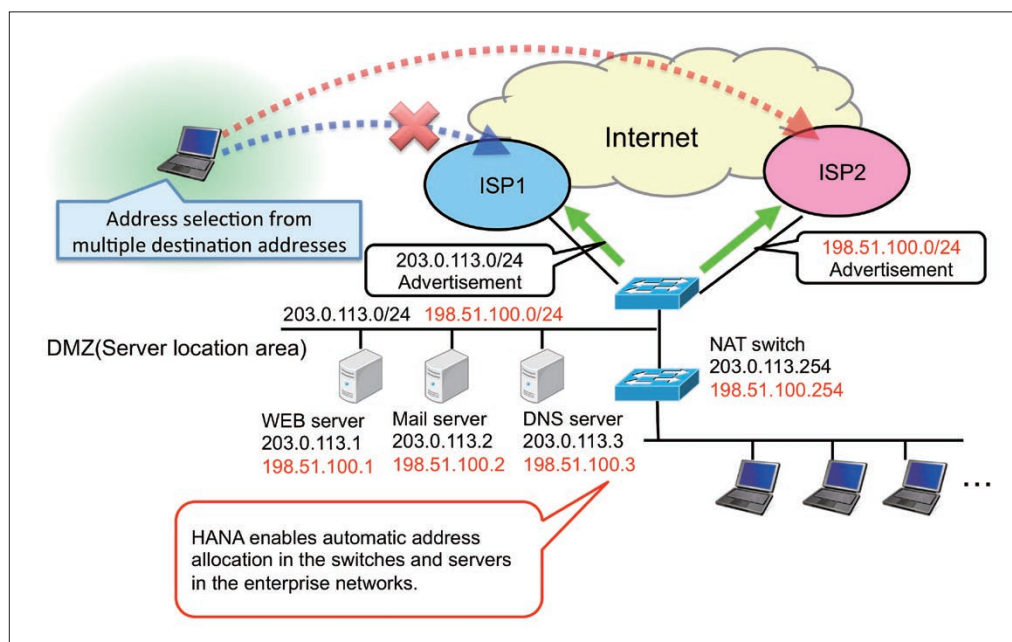 Internet
ISP1
ISP2
Address selection from
multiple destination addresses
203.0.113.0/24
Advertisement
198.51.100.0/24
Advertisement
203.0.113.0/24 198.51.100.0/24
DMZ(Server location area)
NAT switch
203.0.113.254
198.51.100.254
WEB server
203.0.113.1
198.51.100.1
Mail server
203.0.113.2
198.51.100.2
DNS server
203.0.113.3
198.51.100.3
...
HANA enables automatic address
allocation in the switches and servers
in the enterprise networks.